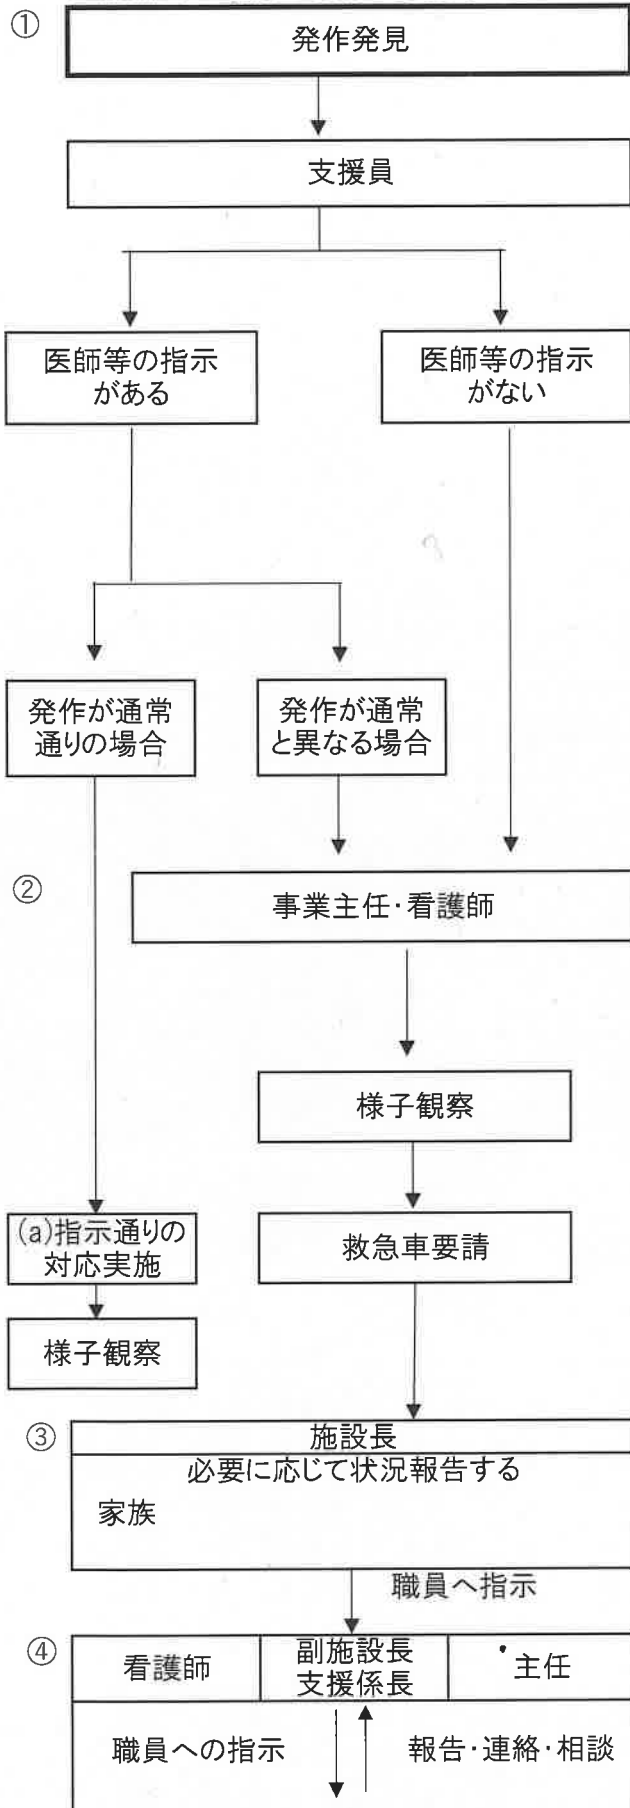 ①
発作発見
支援員
医師等の指示
がある
医師等の指示
がない
発作が通常
通りの場合
発作が通常
と異なる場合
②
事業主任・看護師
様子観察
(a)指示通りの
対応実施
救急車要請
様子観察
③
施設長
必要に応じて状況報告する
家族
職員へ指示
④
看護師
副施設長
支援係長
主任
職員への指示
報告・連絡・相談